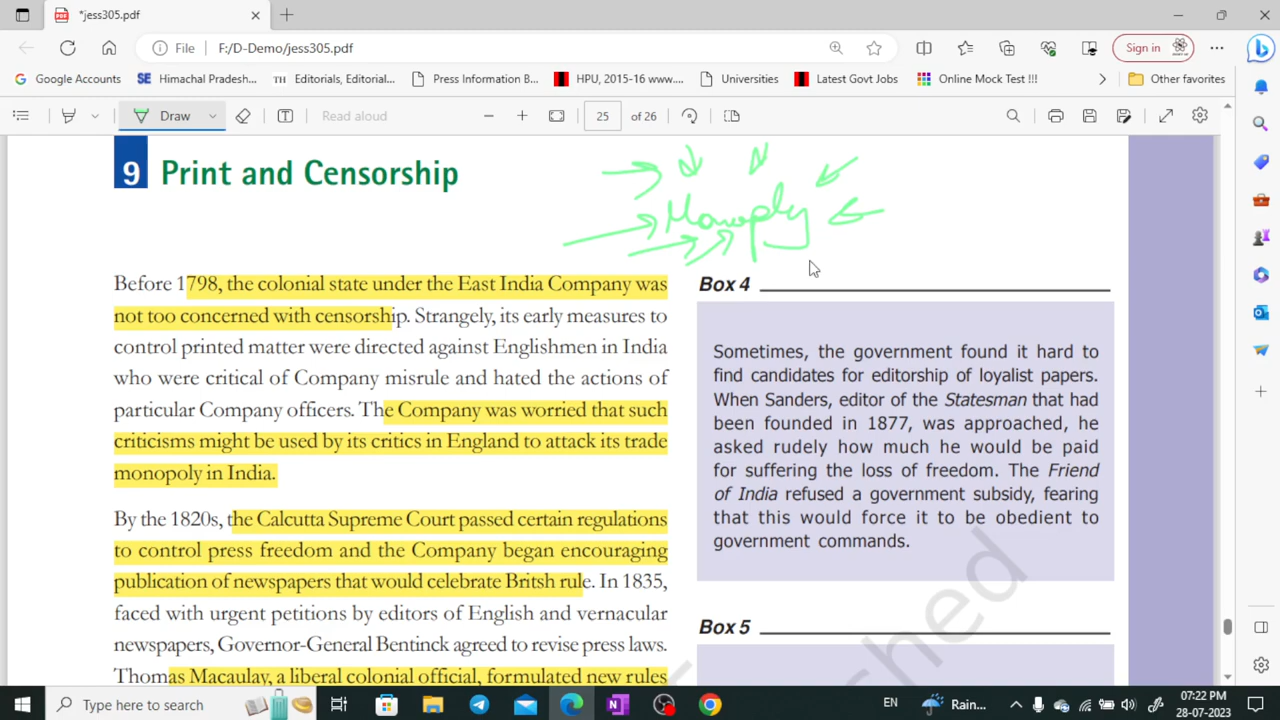 *jess305.pdf
File F:/D-Demo/jess305.pdf Sign in
Google Accounts SE Himachal Pradesh... TH Editorials, Editorial... Press Information B... HPU, 2015-16 www.... Universities Latest Govt Jobs Online Mock Test !!! Other favorites
Draw Read aloud 25 of 26
9 Print and Censorship
Monoply
Before 1798, the colonial state under the East India Company was
not too concerned with censorship. Strangely, its early measures to
control printed matter were directed against Englishmen in India
who were critical of Company misrule and hated the actions of
particular Company officers. The Company was worried that such
criticisms might be used by its critics in England to attack its trade
monopoly in India.
By the 1820s, the Calcutta Supreme Court passed certain regulations
to control press freedom and the Company began encouraging
publication of newspapers that would celebrate Britsh rule. In 1835,
faced with urgent petitions by editors of English and vernacular
newspapers, Governor-General Bentinck agreed to revise press laws.
Thomas Macaulay, a liberal colonial official, formulated new rules
Box 4
Sometimes, the government found it hard to
find candidates for editorship of loyalist papers.
When Sanders, editor of the Statesman that had
been founded in 1877, was approached, he
asked rudely how much he would be paid
for suffering the loss of freedom. The Friend
of India refused a government subsidy, fearing
that this would force it to be obedient to
government commands.
Box 5
Type here to search
Rain... EN 07:22 PM
28-07-2023